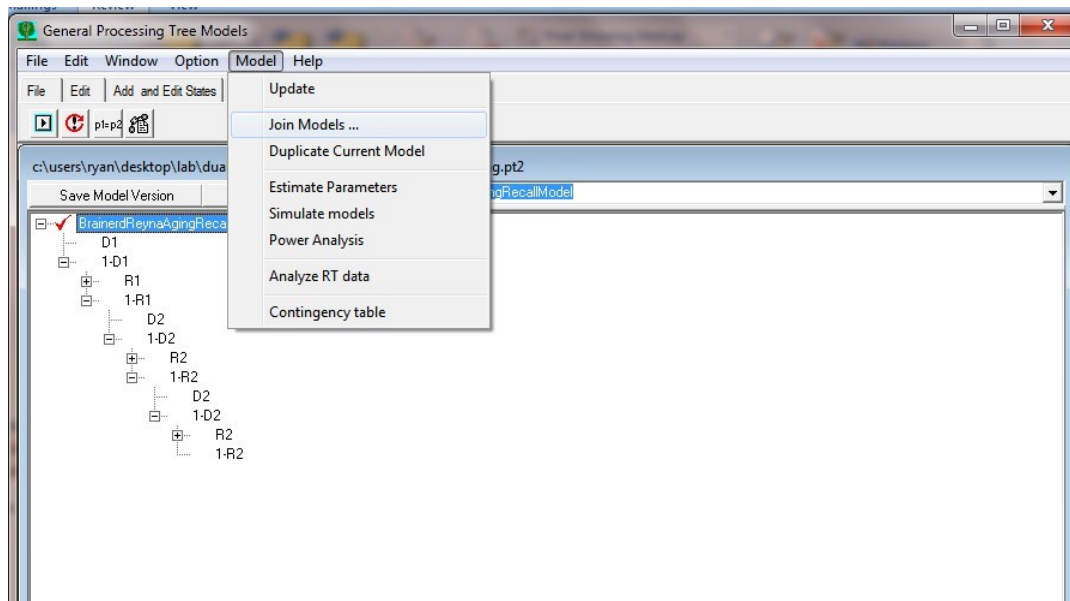 Review View
General Processing Tree Models
File Edit Window Option Model Help
File Edit Add and Edit States
p1=p2
Update
Join Models ...
Duplicate Current Model
Estimate Parameters
Simulate models
Power Analysis
Analyze RT data
Contingency table
c:\users\ryan\desktop\lab\dua g.pt2
Save Model Version ngRecallModel
BrainerdReynaAgingReca
D1
1-D1
R1
1-R1
D2
1-D2
R2
1-R2
D2
1-D2
R2
1-R2